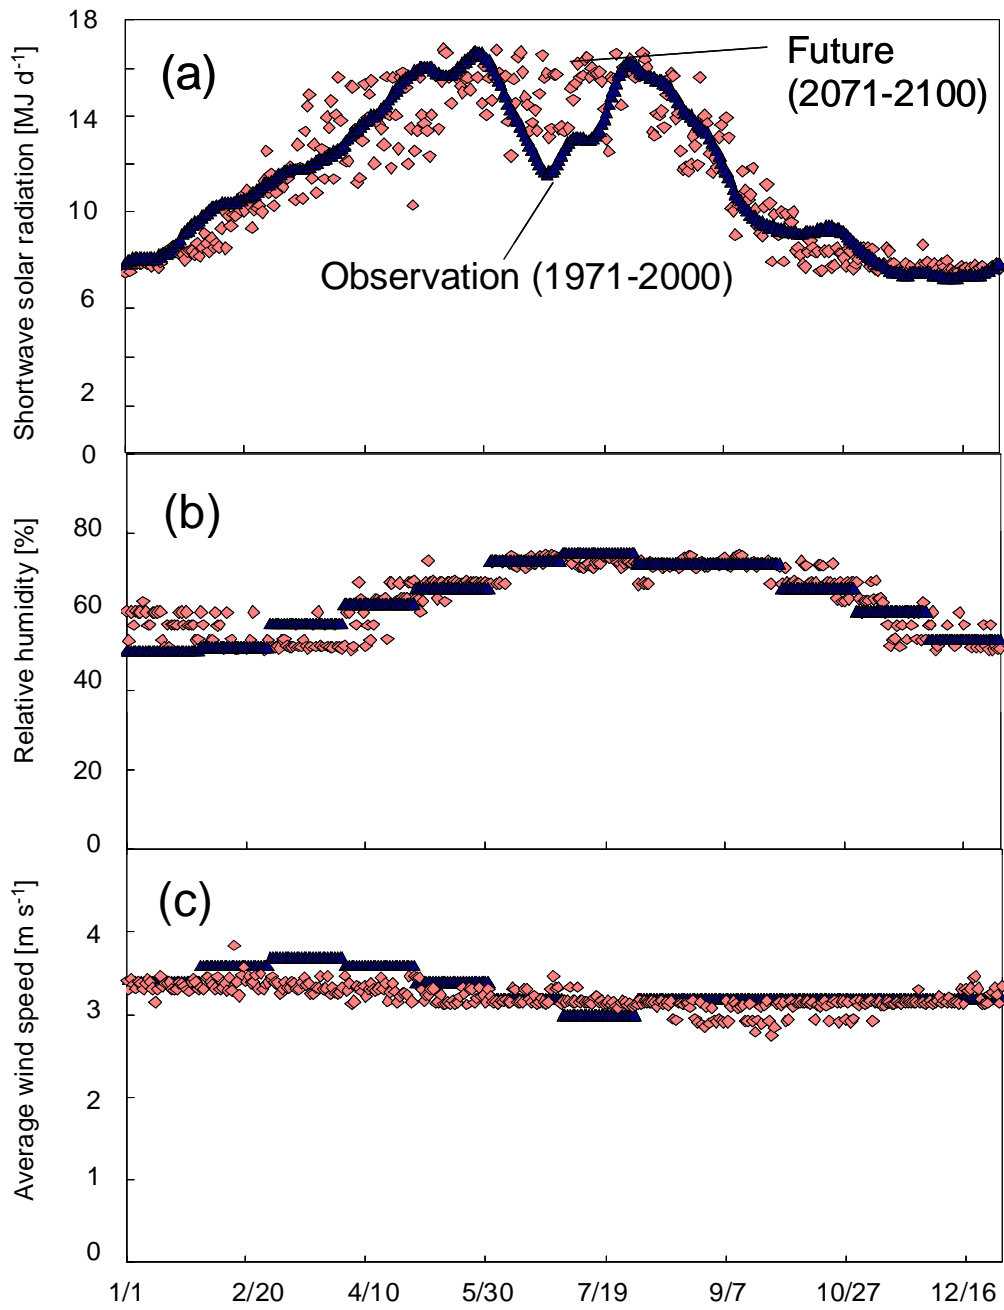 18
14
10
6
2
0
Shortwave solar radiation [MJ d-1]
(a)
Future
(2071-2100)
Observation (1971-2000)
80
60
40
20
0
Relative humidity [%]
(b)
4
3
2
1
0
Average wind speed [m s-1]
(c)
1/1 2/20 4/10 5/30 7/19 9/7 10/27 12/16